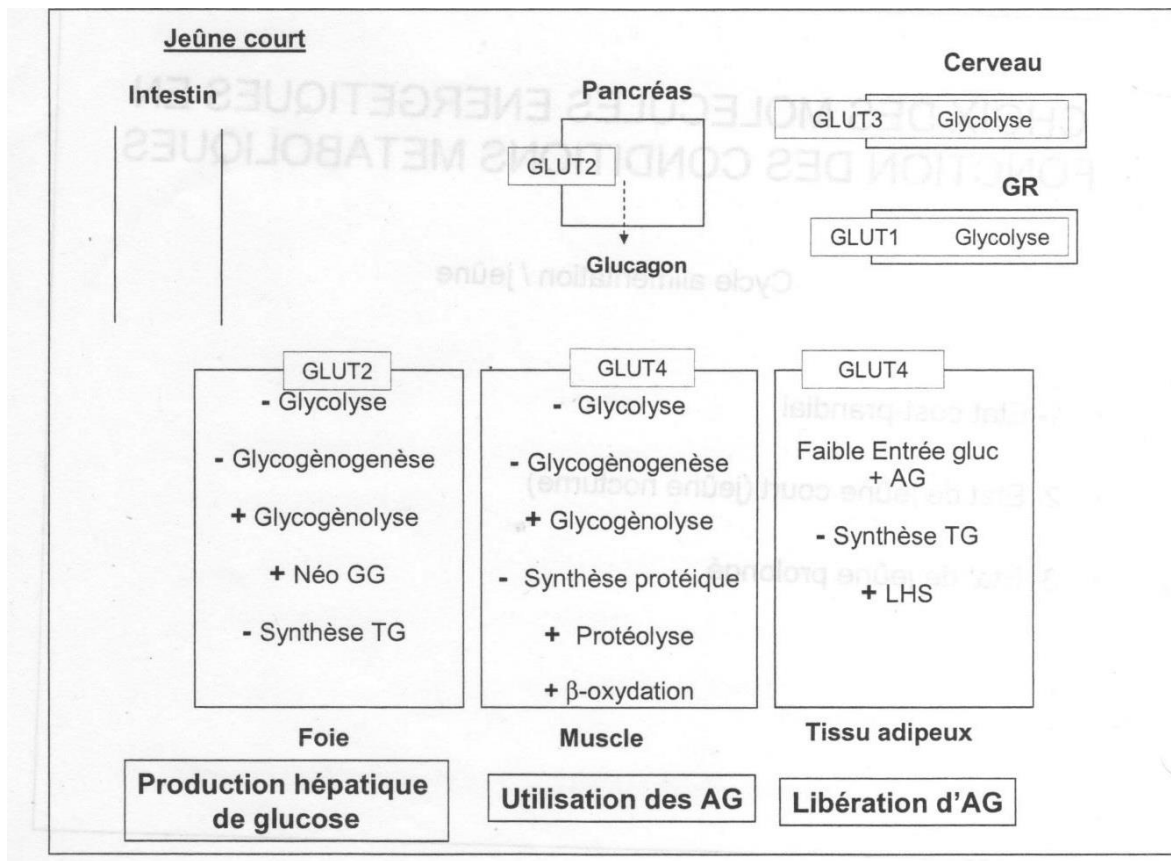 Jeûne court
Intestin
Pancréas
GLUT2
Glucagon
Cerveau
GLUT3 Glycolyse
GR
GLUT1 Glycolyse
GLUT2
- Glycolyse
- Glycogènogenèse
+ Glycogènolyse
+ Néo GG
- Synthèse TG
Foie
Production hépatique
de glucose
GLUT4
- Glycolyse
- Glycogènogenèse
+ Glycogènolyse
- Synthèse protéique
+ Protéolyse
+ β-oxydation
Muscle
Utilisation des AG
GLUT4
Faible Entrée gluc
+ AG
- Synthèse TG
+ LHS
Tissu adipeux
Libération d'AG